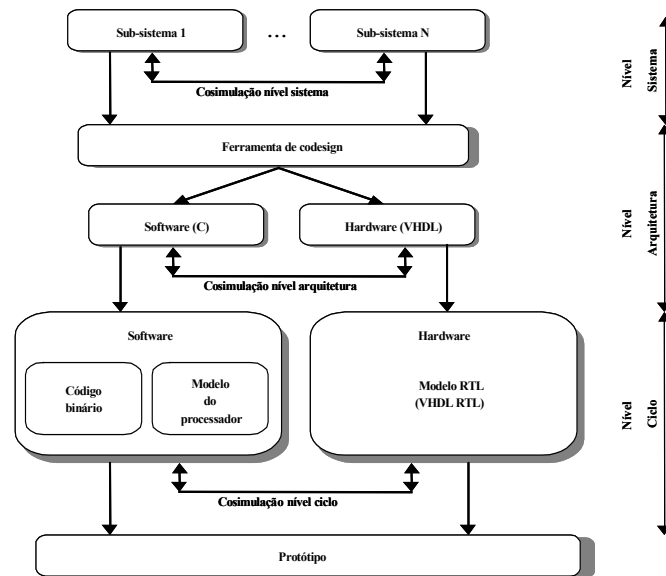 Sub-sistema 1
...
Sub-sistema N
Cosimulação nível sistema
Nível
Sistema
Ferramenta de codesign
Software (C)
Hardware (VHDL)
Cosimulação nível arquitetura
Nível
Arquitetura
Software
Hardware
Código
binário
Modelo
do
processador
Modelo RTL
(VHDL RTL)
Nível
Ciclo
Cosimulação nível ciclo
Protótipo